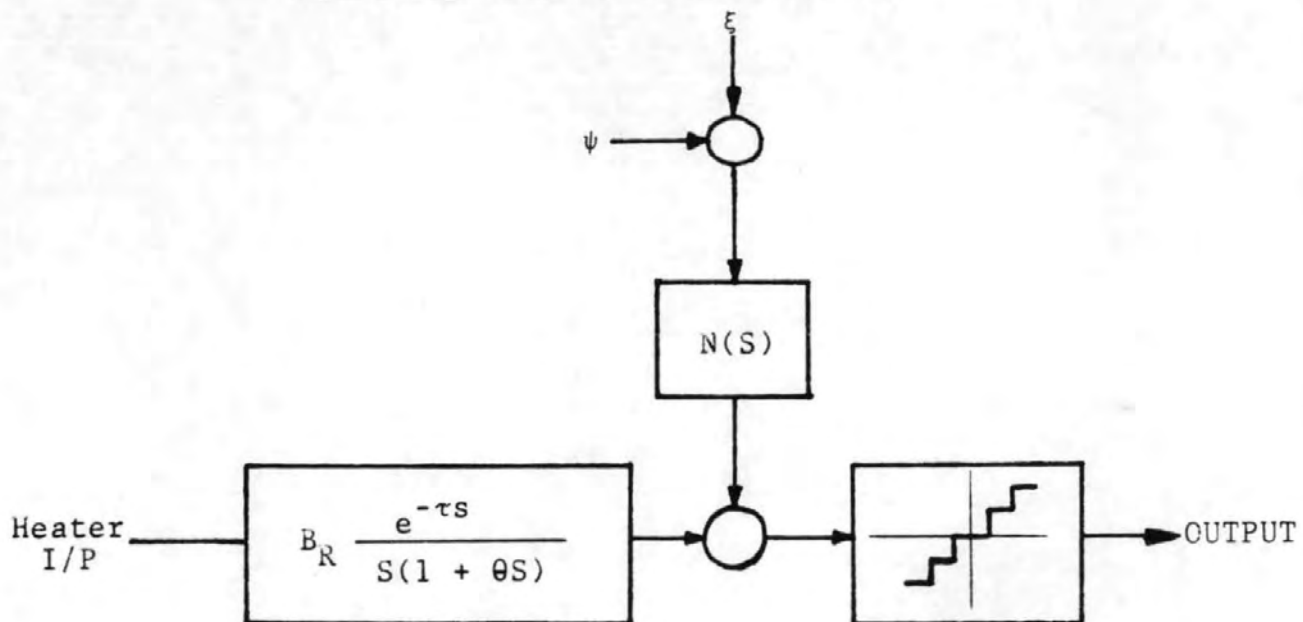 ξ
ψ
N(S)
Heater
I/P
B_R e^{-τs} / S(1 + θS)
OUTPUT